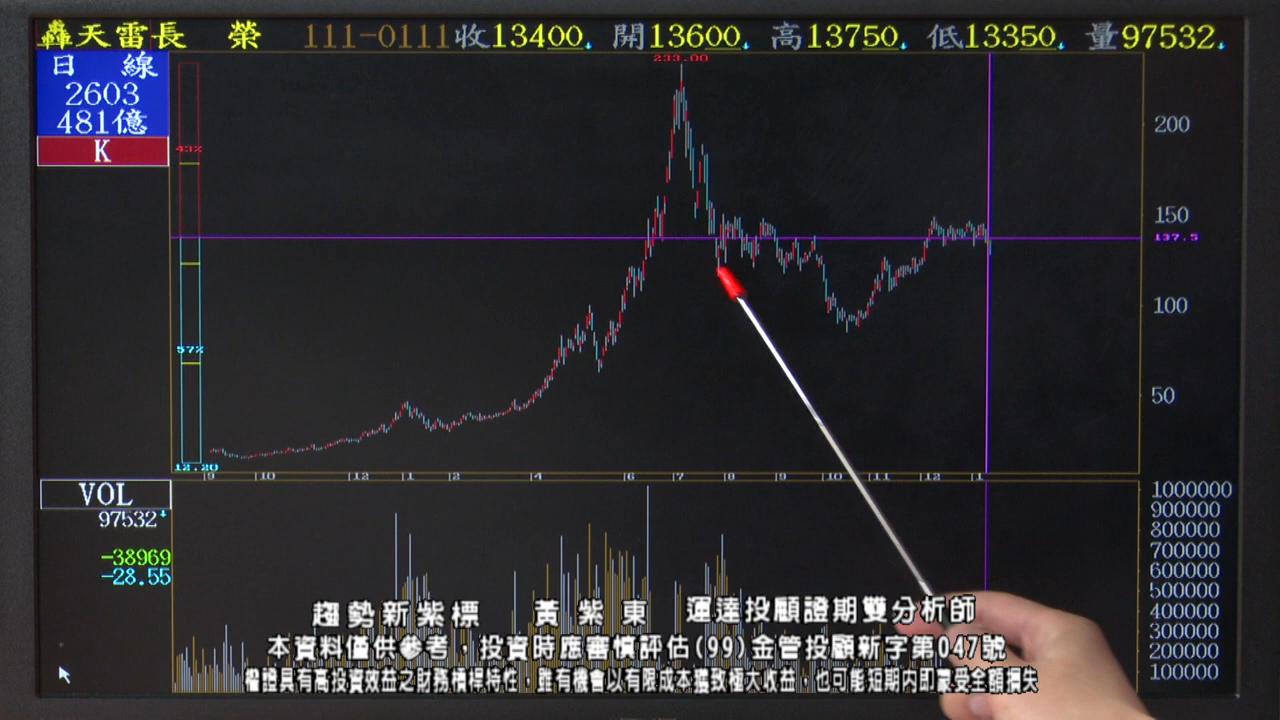 轟天雷長 榮 111-0111 收13400 開13600 高13750 低13350 量97532
日 線
2603
481億
K
233.00
43%
57%
12.20
200
150
137.5
100
50
9 10 12 1 2 4 6 7 8 9 10 11 12 1
VOL
97532
-38969
-28.55
1000000
900000
800000
700000
600000
500000
400000
300000
200000
100000
趨勢新紫標 黃紫東 運達投顧證期雙分析師
本資料僅供參考，投資時應審慎評估(99)金管投顧新字第047號
權證具有高投資效益之財務槓桿特性，雖有機會以有限成本獲致極大收益，也可能短期內即蒙受全額損失